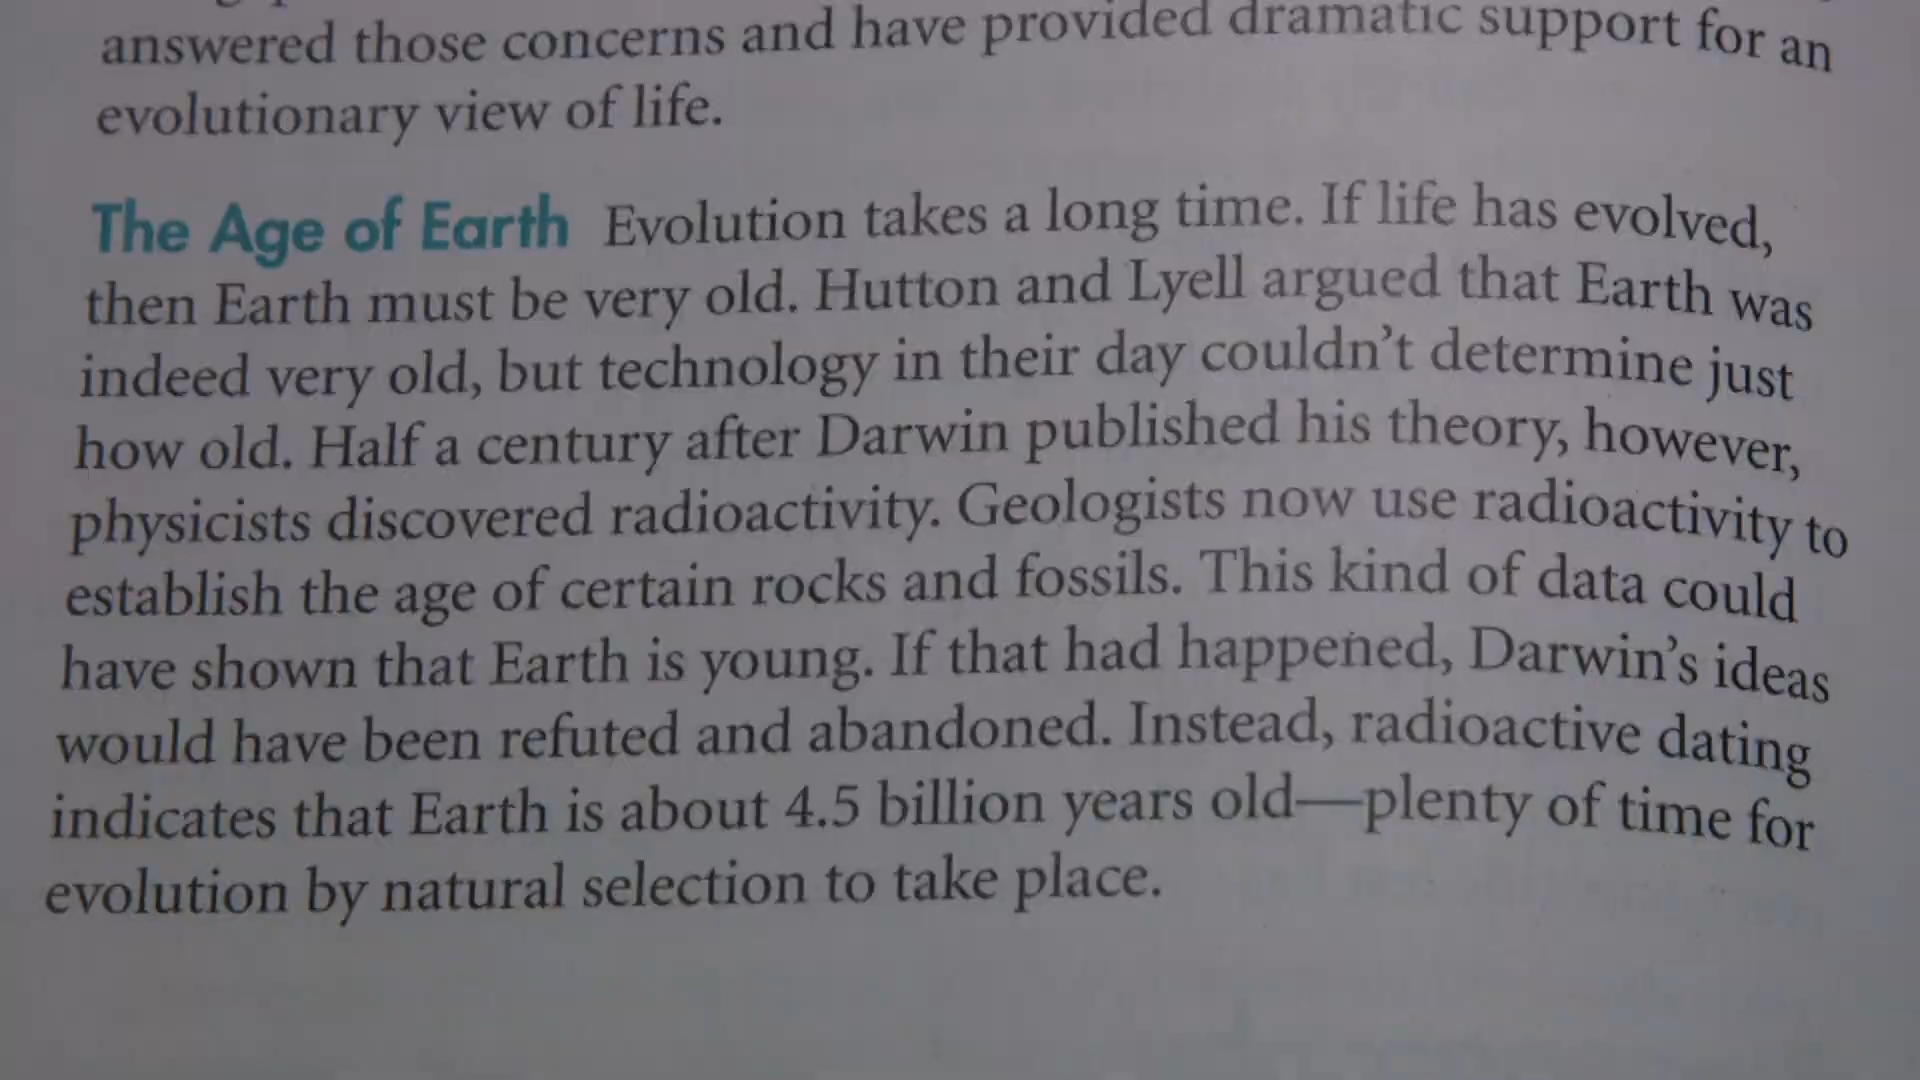 answered those concerns and have provided dramatic support for an
evolutionary view of life.
The Age of Earth Evolution takes a long time. If life has evolved,
then Earth must be very old. Hutton and Lyell argued that Earth was
indeed very old, but technology in their day couldn't determine just
how old. Half a century after Darwin published his theory, however,
physicists discovered radioactivity. Geologists now use radioactivity to
establish the age of certain rocks and fossils. This kind of data could
have shown that Earth is young. If that had happened, Darwin's ideas
would have been refuted and abandoned. Instead, radioactive dating
indicates that Earth is about 4.5 billion years old—plenty of time for
evolution by natural selection to take place.